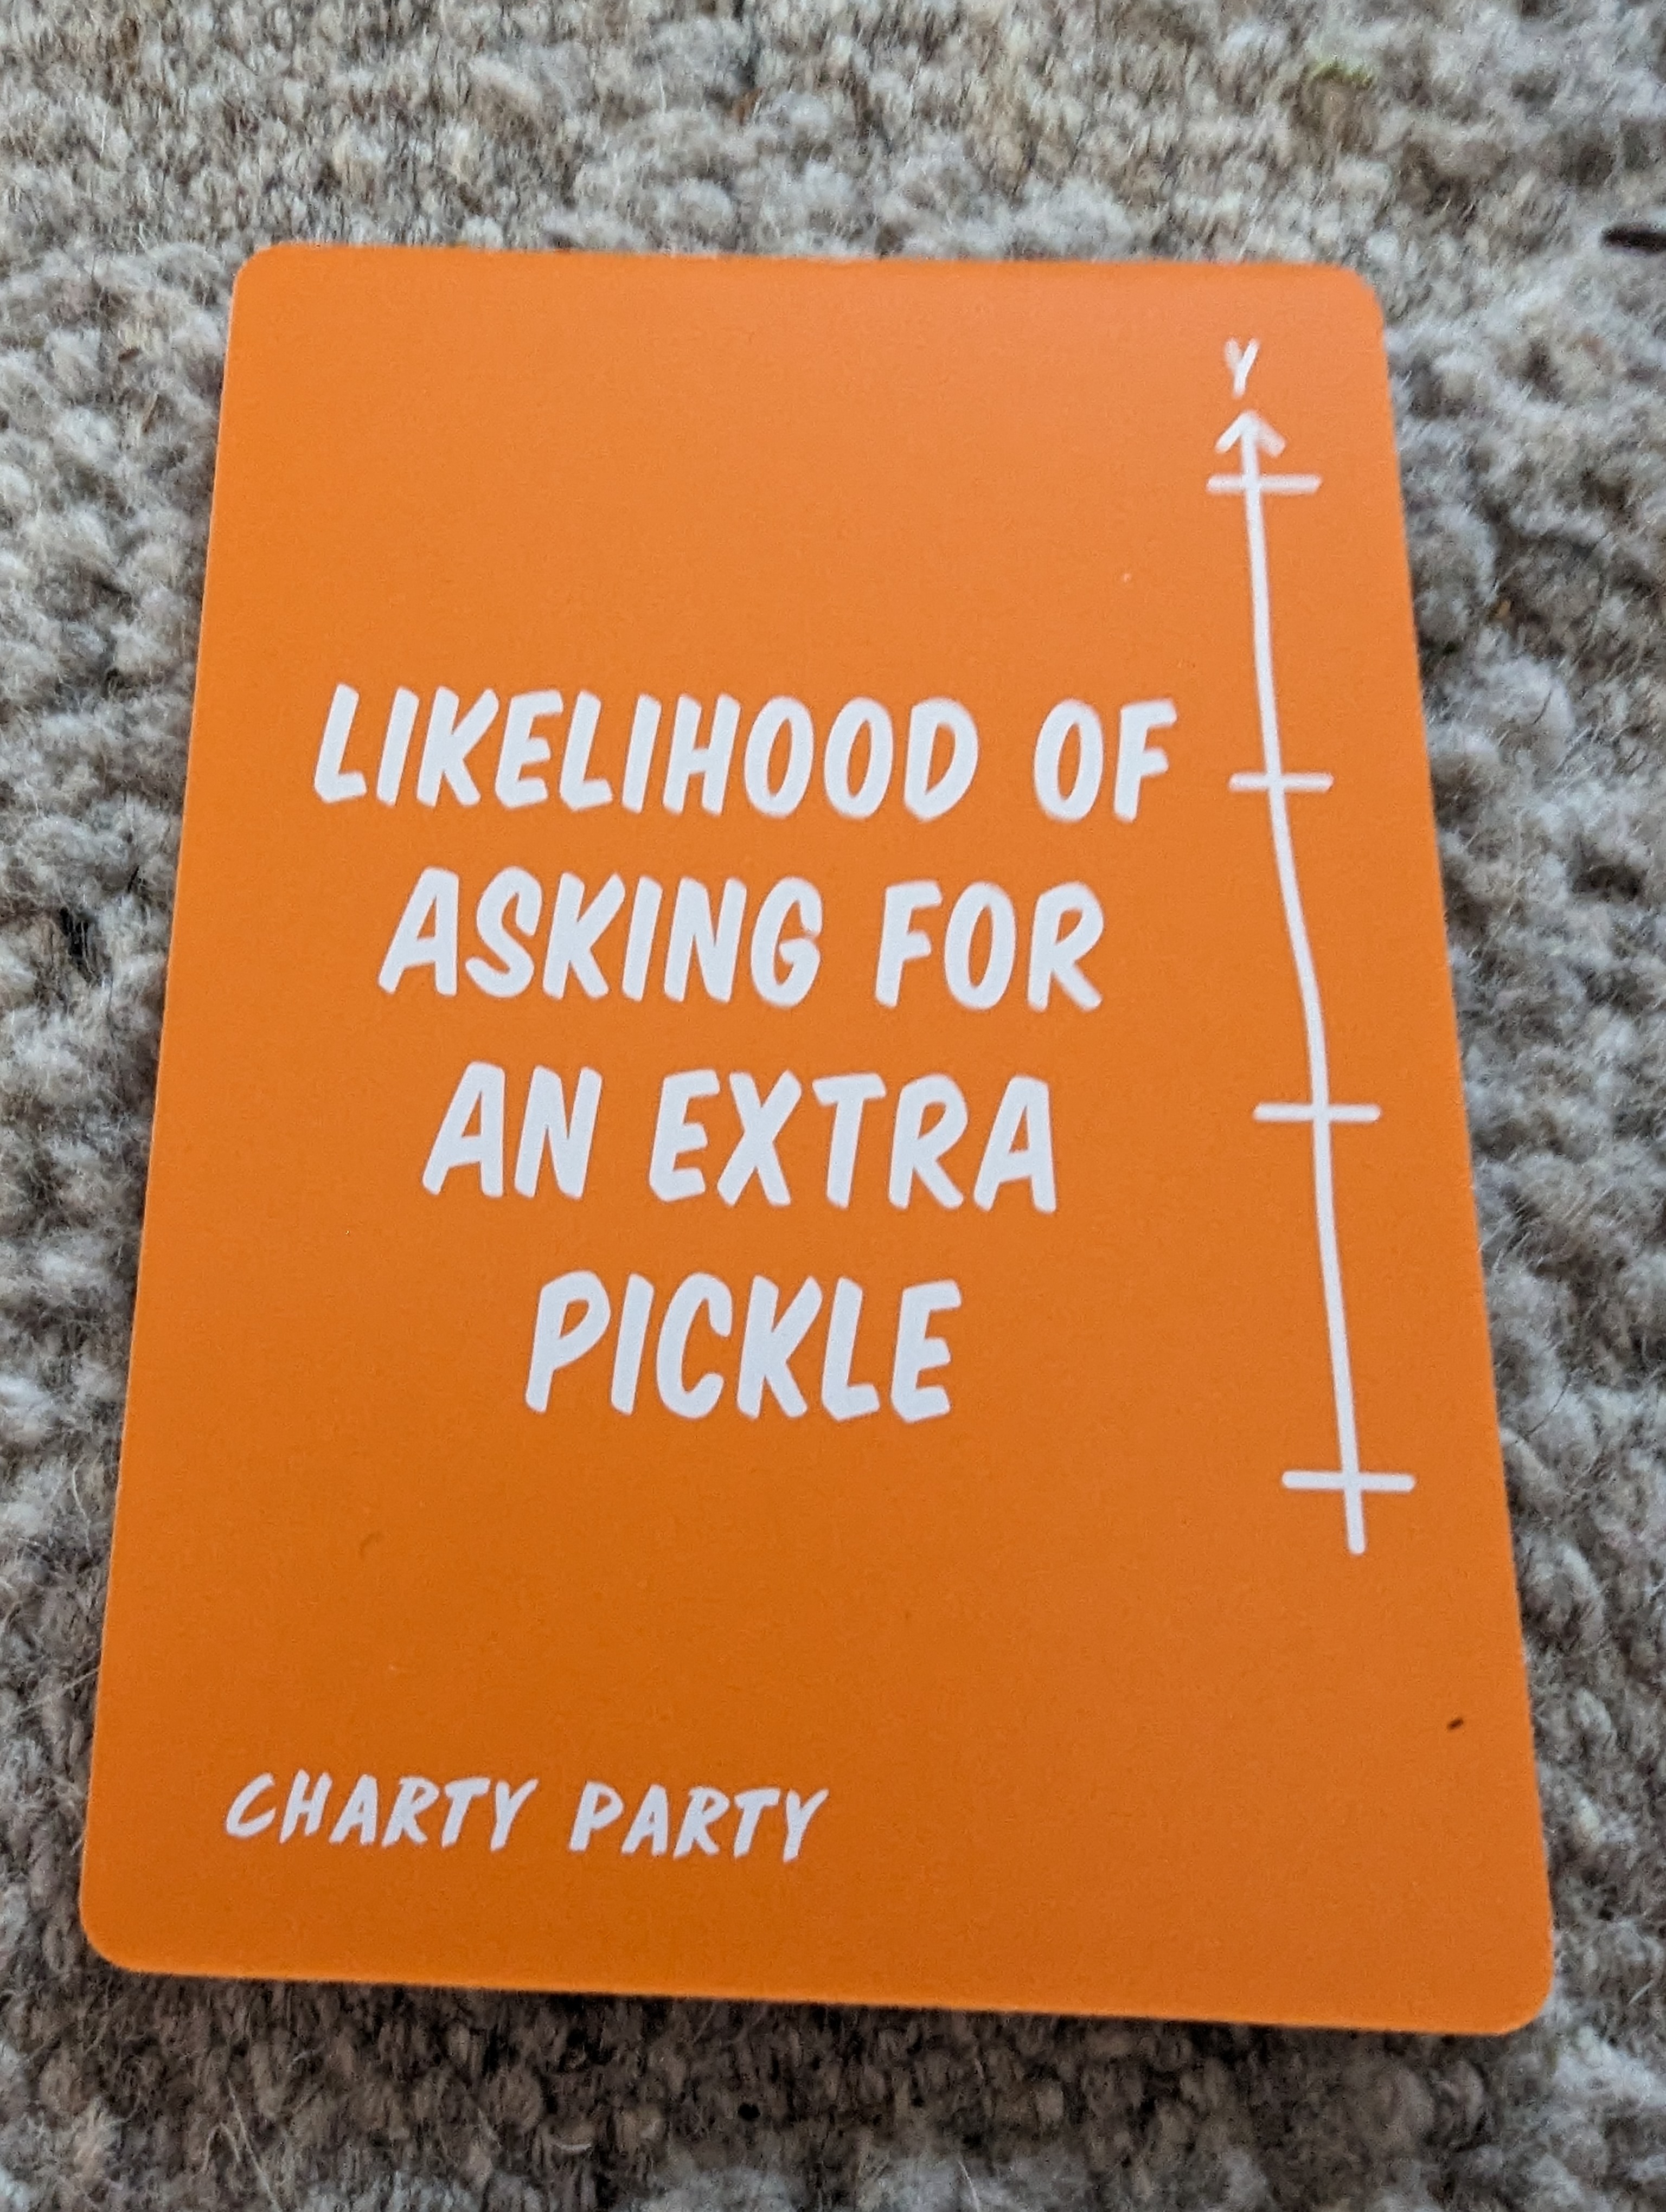 Y
LIKELIHOOD OF
ASKING FOR
AN EXTRA
PICKLE
CHARTY PARTY